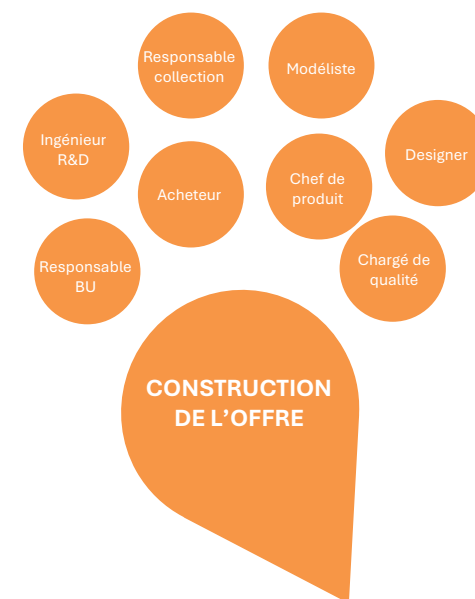 Responsable
collection
Modéliste
Ingénieur
R&D
Designer
Acheteur
Chef de
produit
Responsable
BU
Chargé de
qualité
CONSTRUCTION
DE L’OFFRE